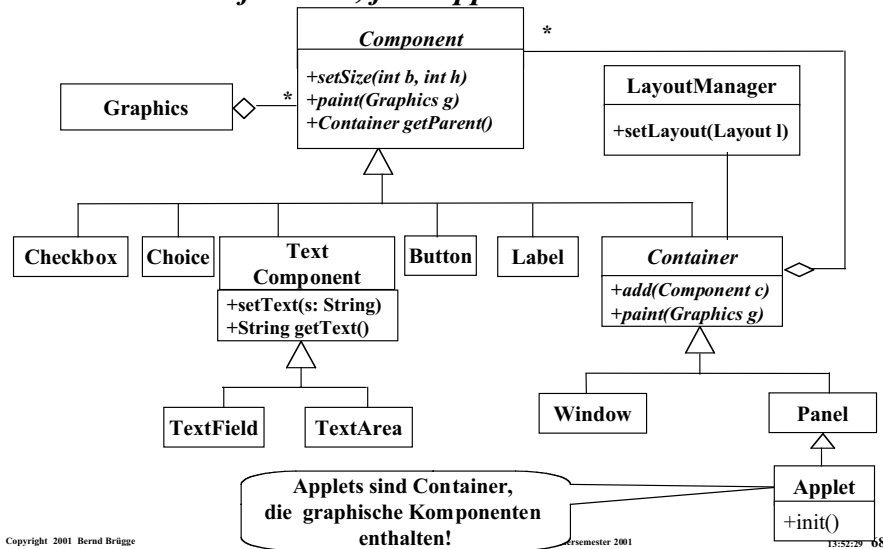 Component
*
+setSize(int b, int h)
+paint(Graphics g)
+Container getParent()
Graphics
*
LayoutManager
+setLayout(Layout l)
Checkbox
Choice
Text
Component
+setText(s: String)
+String getText()
Button
Label
Container
+add(Component c)
+paint(Graphics g)
TextField
TextArea
Window
Panel
Applets sind Container,
die graphische Komponenten
enthalten!
Applet
+init()
Copyright 2001 Bernd Brügge
2001
13:52:29 68